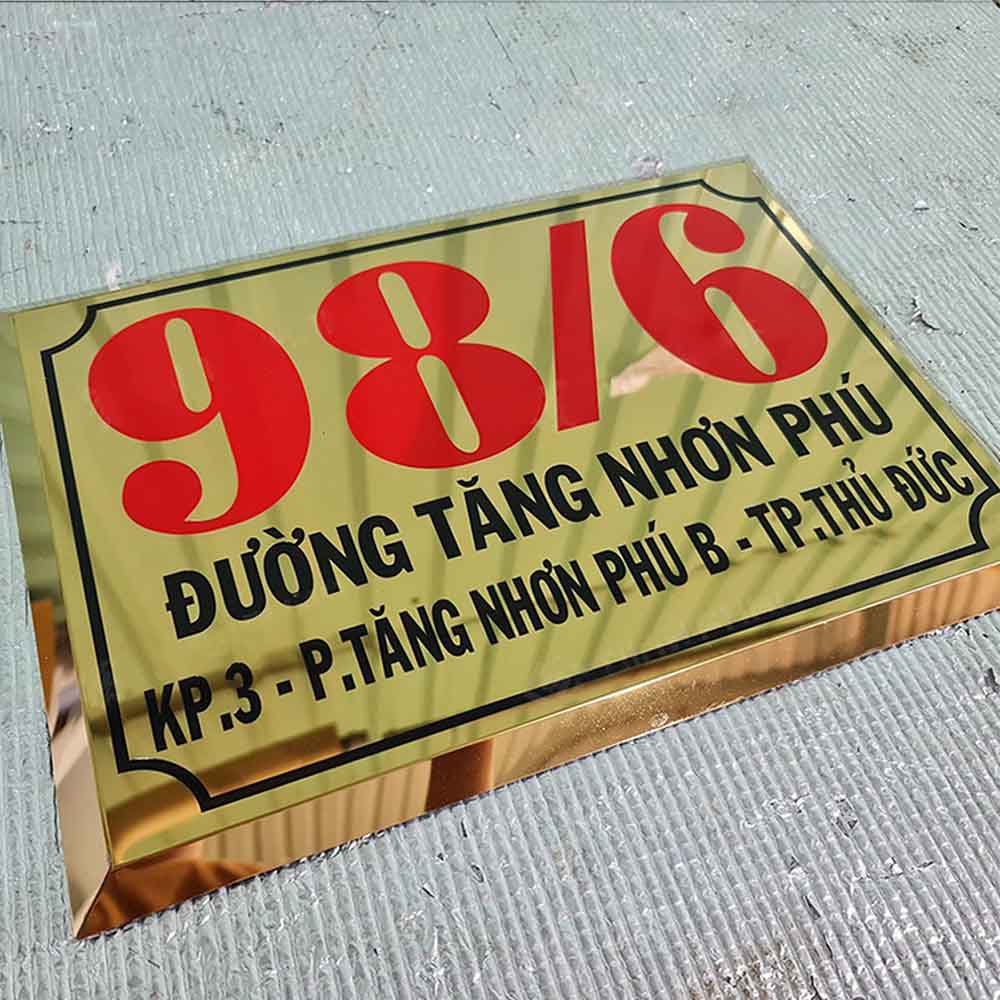 98/6
ĐƯỜNG TĂNG NHƠN PHÚ
KP.3 - P.TĂNG NHƠN PHÚ B - TP.THỦ ĐỨC